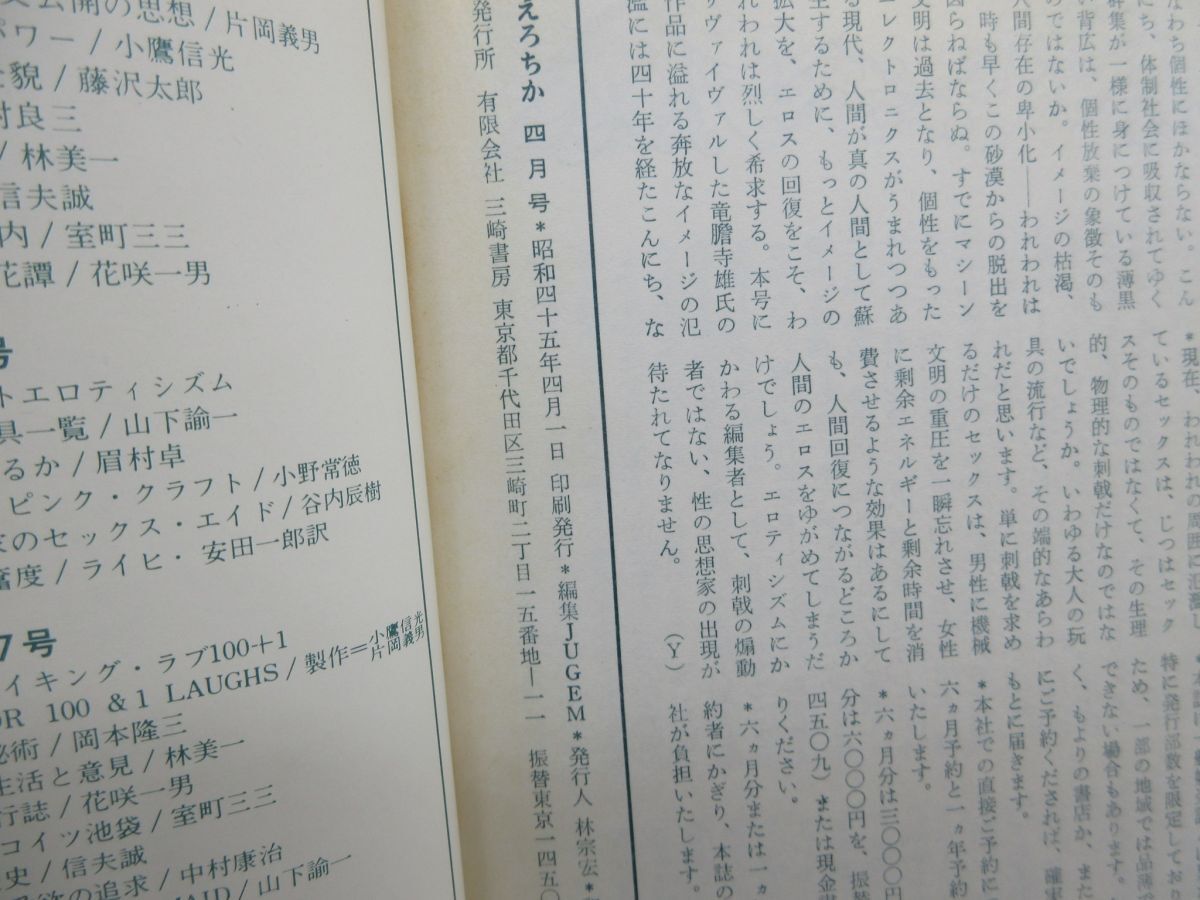 なわち個性にほかならない。こん
にち、体制社会に吸収されてゆく
群集が一様に身につけている薄黒
い背広は、個性放棄の象徴そのも
のではないか。イメージの枯渇、
人間存在の卑小化――われわれは
時も早くこの砂漠からの脱出を
図らねばならぬ。すでにマシーン
文明は過去となり、個性をもった
エレクトロニクスがうまれつつあ
る現代、人間が真の人間として蘇
生するために、もっとイメージの
拡大を、エロスの回復をこそ、わ
れわれは烈しく希求する。本号に
リヴァイヴァルした竜膽寺雄氏の
作品に溢れる奔放なイメージの氾
濫には四十年を経たこんにち、な
*現在、われわれの周囲に氾濫し
ているセックスは、じつはセック
スそのものではなくて、その生理
的、物理的な刺戟だけなのではな
いでしょうか。いわゆる大人の玩
具の流行など、その端的なあらわ
れだと思います。単に刺戟を求め
るだけのセックスは、男性に機械
文明の重圧を一瞬忘れさせ、女性
に剰余エネルギーと剰余時間を消
費させるような効果はあるにして
も、人間回復につながるどころか
人間のエロスをゆがめてしまうだ
けでしょう。エロティシズムにか
かわる編集者として、刺戟の煽動
者ではない、性の思想家の出現が
待たれてなりません。 (Y)
特に発行部数を限定しており
ため、一部の地域では品薄で
できない場合もあります。
く、もよりの書店か、また
にご予約くだされば、確実
もとに届きます。
*本社での直接ご予約に
六ヵ月予約と一ヵ年予約
いたします。
*六ヵ月分は三〇〇〇円
分は六〇〇〇円を、振替
四五〇九)または現金書
りください。
*六ヵ月分または一ヵ
約者にかぎり、本誌の
社が負担いたします。
えろちか 四月号*昭和四十五年四月一日 印刷発行*編集JUGEM*発行人 林宗宏*
発行所 有限会社 三崎書房 東京都千代田区三崎町二丁目一五番地―一一 振替東京一四五〇
公開の思想/片岡義男
パワー/小鷹信光
貌/藤沢太郎
村良三
/林美一
信夫誠
内/室町三三
花譚/花咲一男
号
トエロティシズム
具一覧/山下諭一
るか/眉村卓
ピンク・クラフト/小野常徳
のセックス・エイド/谷内辰樹
奮度/ライヒ・安田一郎訳
7号
イキング・ラブ100+1
OR 100 & 1 LAUGHS/製作=小鷹信光 片岡義男
秘術/岡本隆三
生活と意見/林美一
行誌/花咲一男
コイツ池袋/室町三三
史/信夫誠
欲の追求/中村康治
AID/山下諭一